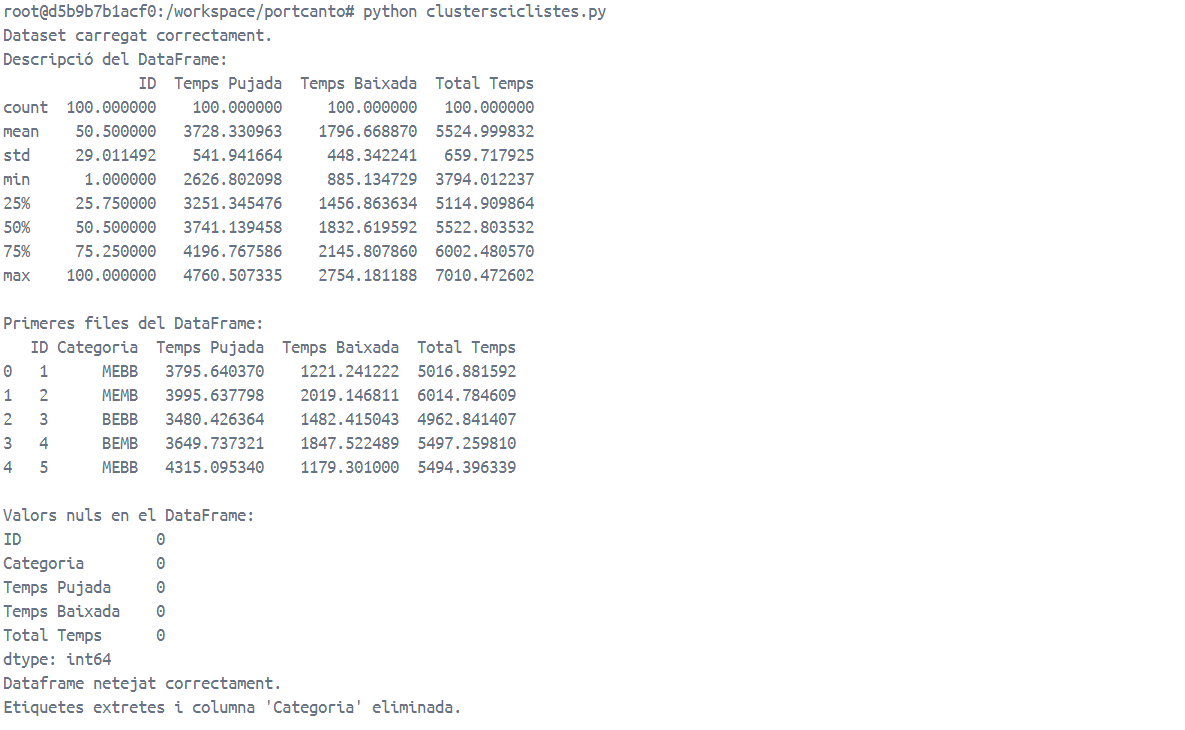 root@d5b9b7b1acf0:/workspace/portcanto# python clustersciclistes.py
Dataset carregat correctament.
Descripció del DataFrame:
               ID  Temps Pujada  Temps Baixada  Total Temps
count  100.000000    100.000000     100.000000   100.000000
mean    50.500000   3728.330963    1796.668870  5524.999832
std     29.011492    541.941664     448.342241   659.717925
min      1.000000   2626.802098     885.134729  3794.012237
25%     25.750000   3251.345476    1456.863634  5114.909864
50%     50.500000   3741.139458    1832.619592  5522.803532
75%     75.250000   4196.767586    2145.807860  6002.480570
max    100.000000   4760.507335    2754.181188  7010.472602

Primeres files del DataFrame:
   ID Categoria  Temps Pujada  Temps Baixada  Total Temps
0   1      MEBB   3795.640370    1221.241222  5016.881592
1   2      MEMB   3995.637798    2019.146811  6014.784609
2   3      BEBB   3480.426364    1482.415043  4962.841407
3   4      BEMB   3649.737321    1847.522489  5497.259810
4   5      MEBB   4315.095340    1179.301000  5494.396339

Valors nuls en el DataFrame:
ID               0
Categoria        0
Temps Pujada     0
Temps Baixada    0
Total Temps      0
dtype: int64
Dataframe netejat correctament.
Etiquetes extretes i columna 'Categoria' eliminada.